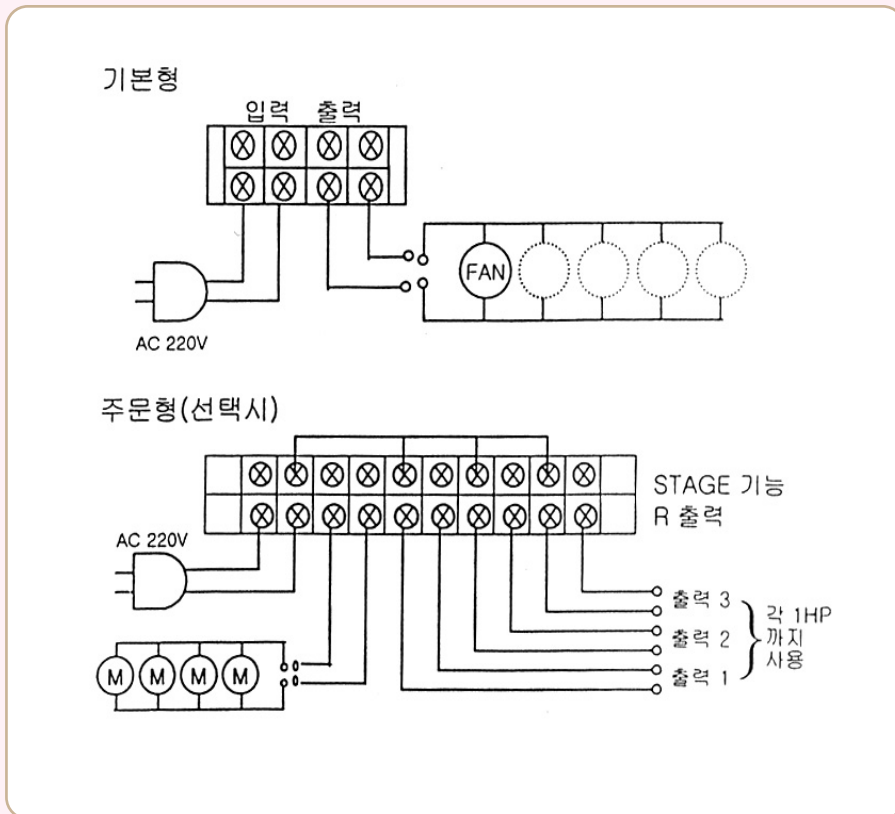 기본형
입력 출력
FAN
AC 220V
주문형(선택시)
STAGE 기능
R 출력
AC 220V
M M M M
출력 3
출력 2
출력 1
각 1HP
까지
사용